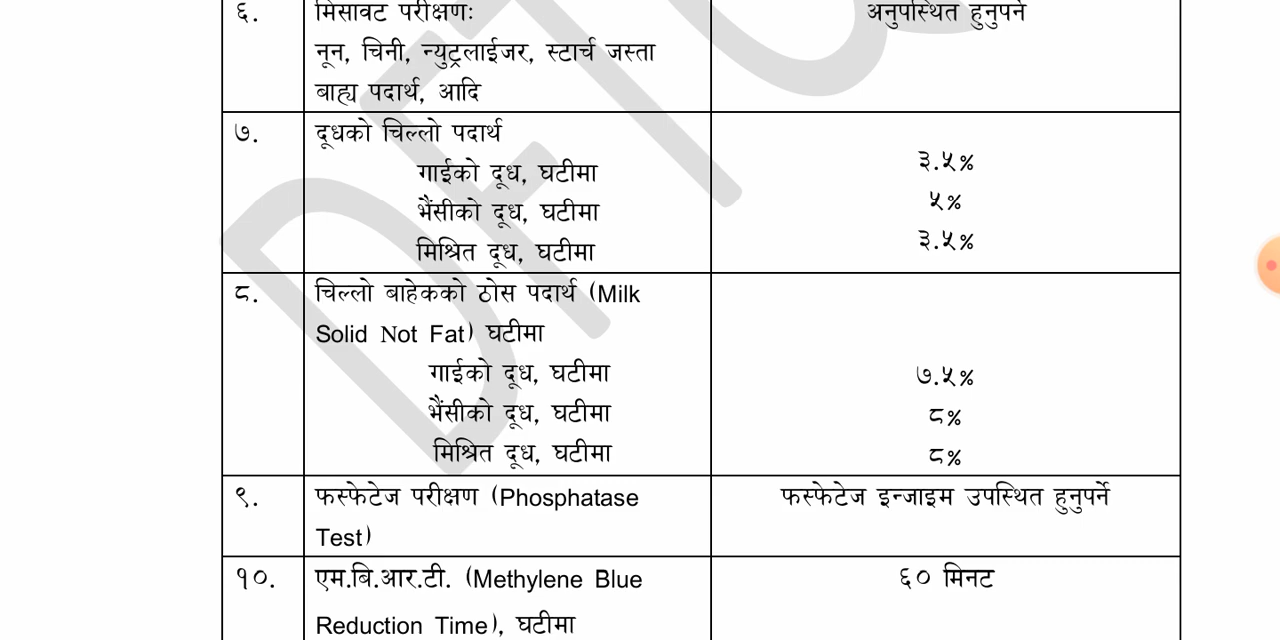 ६. मिसावट परीक्षणः अनुपस्थित हुनुपर्ने
नून, चिनी, न्युट्रलाईजर, स्टार्च जस्ता
बाह्य पदार्थ, आदि
७. दूधको चिल्लो पदार्थ
गाईको दूध, घटीमा ३.५%
भैंसीको दूध, घटीमा ५%
मिश्रित दूध, घटीमा ३.५%
८. चिल्लो बाहेकको ठोस पदार्थ (Milk
Solid Not Fat) घटीमा
गाईको दूध, घटीमा ७.५%
भैंसीको दूध, घटीमा ८%
मिश्रित दूध, घटीमा ८%
९. फस्फेटेज परीक्षण (Phosphatase फस्फेटेज इन्जाइम उपस्थित हुनुपर्ने
Test)
१०. एम.बि.आर.टी. (Methylene Blue ६० मिनट
Reduction Time), घटीमा